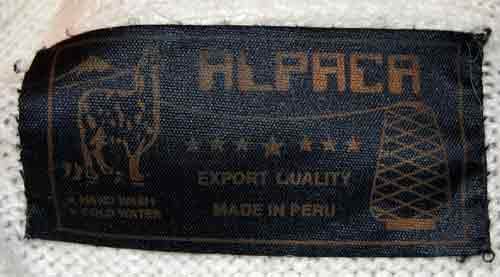 ALPACA
EXPORT QUALITY
MADE IN PERU
* HAND WASH
* COLD WATER